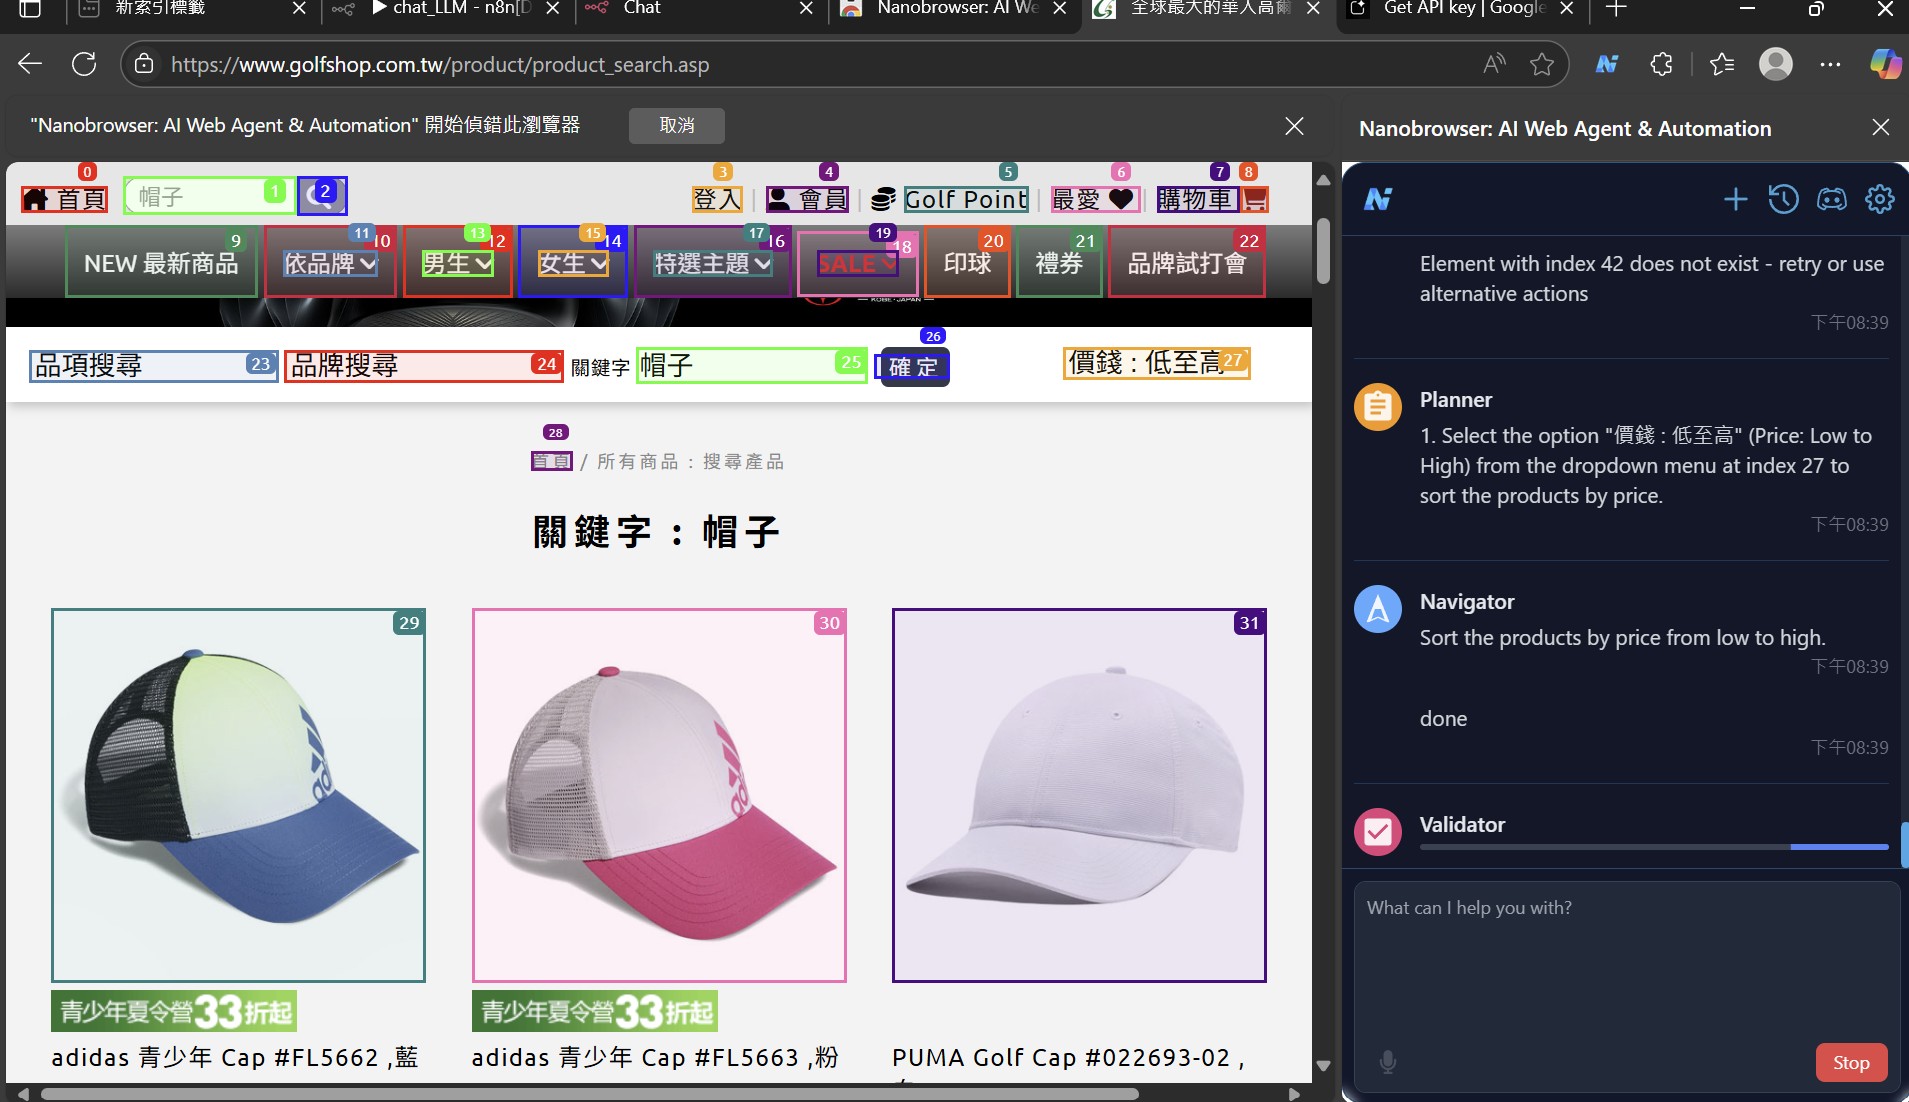 新索引標籤
chat_LLM - n8n[D
Chat
Nanobrowser: AI We
全球最大的華人高爾
Get API key | Google
https://www.golfshop.com.tw/product/product_search.asp
"Nanobrowser: AI Web Agent & Automation" 開始偵錯此瀏覽器
取消
Nanobrowser: AI Web Agent & Automation
0
首頁
帽子
1
2
3
登入
4
會員
5
Golf Point
6
最愛
7
購物車
8
9
NEW 最新商品
11
10
依品牌
13
12
男生
15
14
女生
17
16
特選主題
19
18
SALE
20
印球
21
禮券
22
品牌試打會
KOBE・JAPAN
品項搜尋
23
品牌搜尋
24
關鍵字
帽子
25
26
確定
價錢 : 低至高
27
28
首頁 / 所有商品 : 搜尋產品
關鍵字 : 帽子
29
30
31
adidas
青少年夏令營33折起
青少年夏令營33折起
adidas 青少年 Cap #FL5662 ,藍
adidas 青少年 Cap #FL5663 ,粉
PUMA Golf Cap #022693-02 ,
Element with index 42 does not exist - retry or use
alternative actions
下午08:39
Planner
1. Select the option "價錢 : 低至高" (Price: Low to
High) from the dropdown menu at index 27 to
sort the products by price.
下午08:39
Navigator
Sort the products by price from low to high.
下午08:39
done
下午08:39
Validator
What can I help you with?
Stop